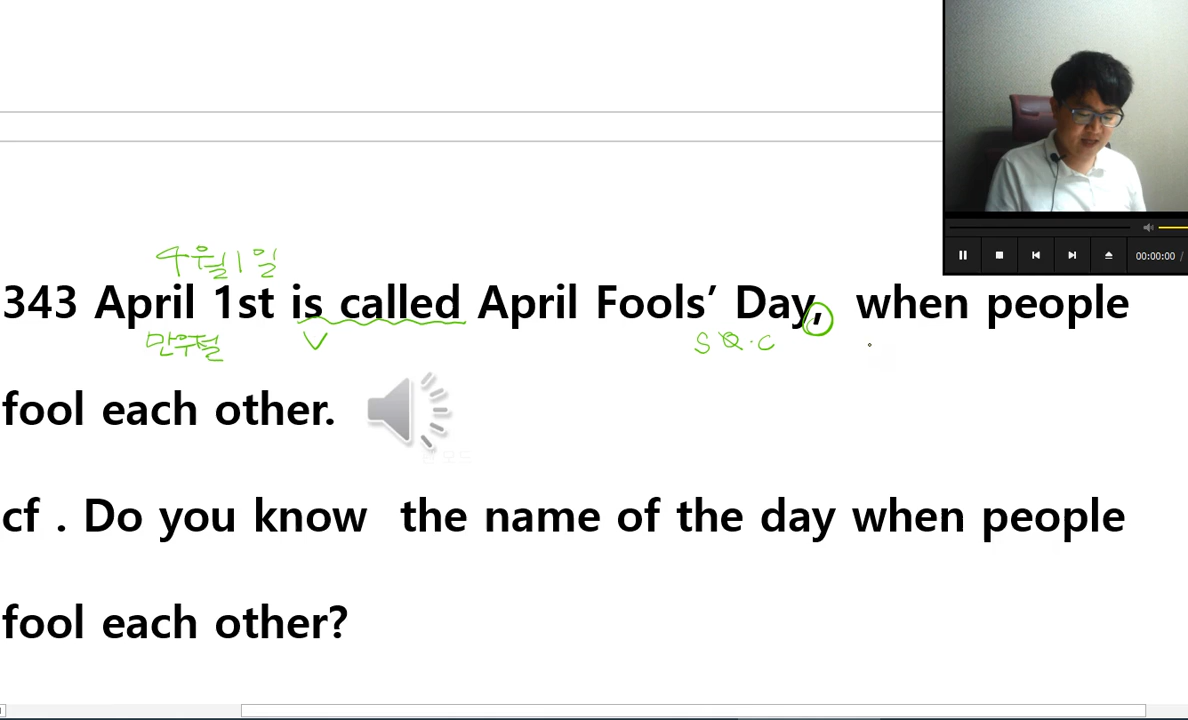 4월 1일
343 April 1st is called April Fools’ Day, when people
만우절 V S O.C
fool each other.
cf . Do you know the name of the day when people
fool each other?
00:00:00 /